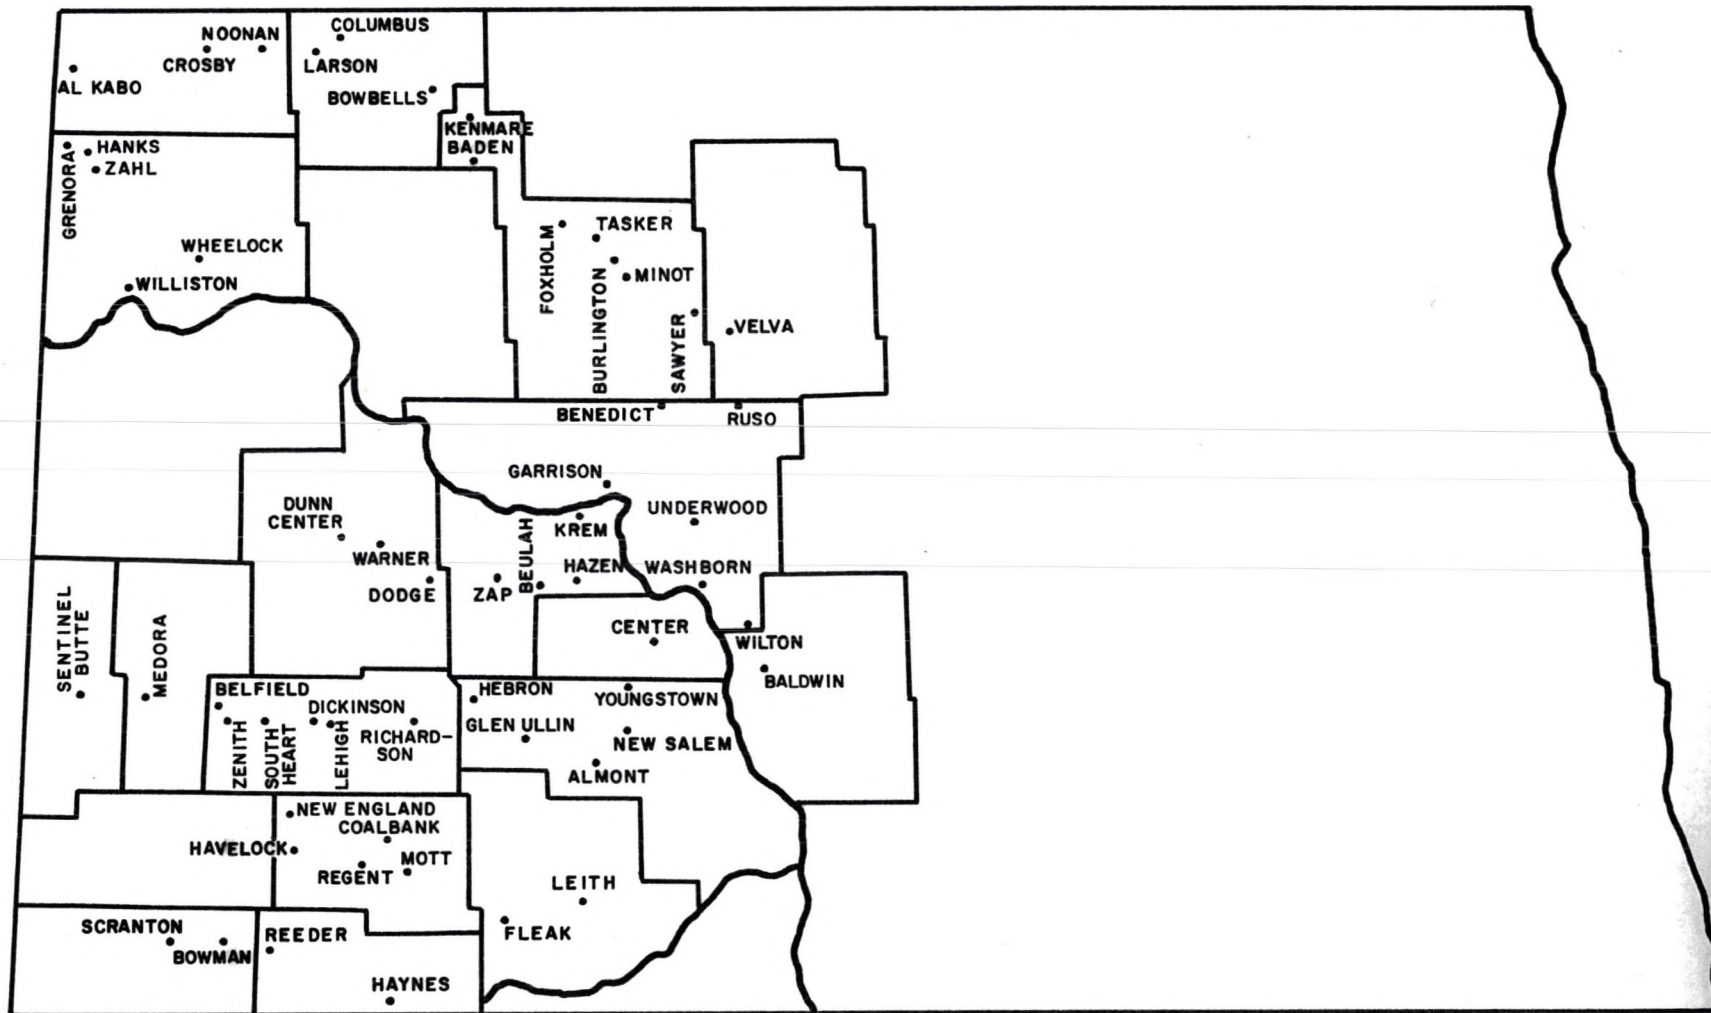 COLUMBUS
NOONAN
CROSBY
LARSON
AL KABO
BOWBELLS
KENMARE
BADEN
HANKS
ZAHL
GRENORA
WHEELOCK
WILLISTON
TASKER
FOXHOLM
MINOT
BURLINGTON
SAWYER
VELVA
BENEDICT
RUSO
GARRISON
UNDERWOOD
DUNN
CENTER
KREM
BEULAH
WARNER
HAZEN
WASHBORN
DODGE
ZAP
SENTINEL
BUTTE
MEDORA
CENTER
WILTON
BALDWIN
BELFIELD
HEBRON
YOUNGSTOWN
DICKINSON
GLEN ULLIN
ZENITH
SOUTH
HEART
LEHIGH
RICHARD-
SON
NEW SALEM
ALMONT
NEW ENGLAND
COALBANK
HAVELOCK
MOTT
REGENT
LEITH
FLEAK
SCRANTON
BOWMAN
REEDER
HAYNES